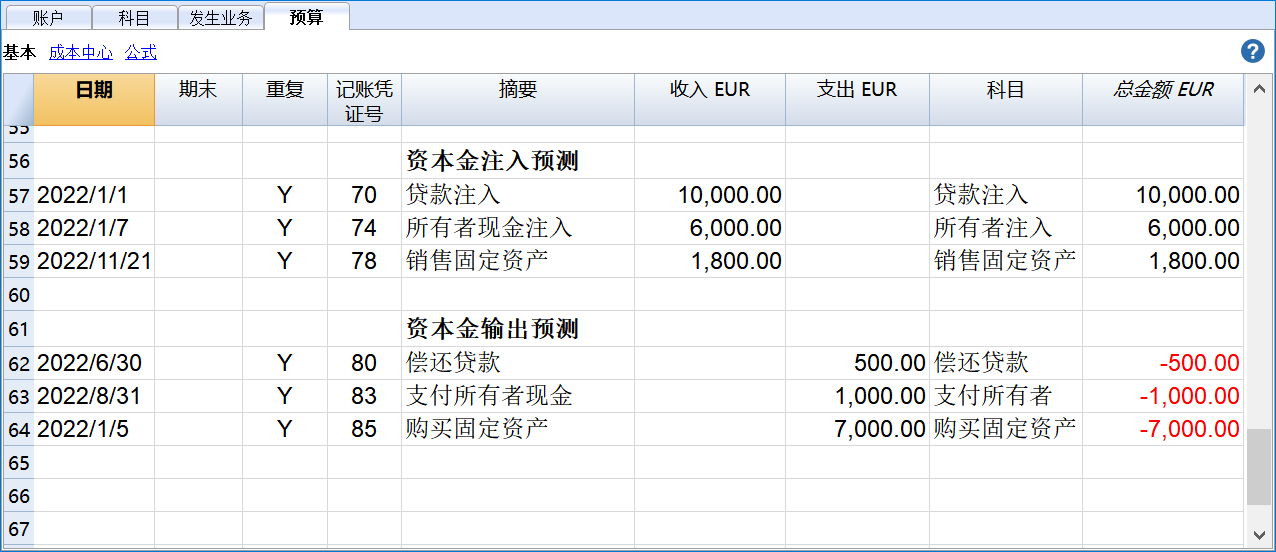 账户 科目 发生业务 预算
基本 成本中心 公式 ?
日期 期末 重复 记账凭 摘要 收入 EUR 支出 EUR 科目 总金额 EUR
证号
55
56 资本金注入预测
57 2022/1/1 Y 70 贷款注入 10,000.00 贷款注入 10,000.00
58 2022/1/7 Y 74 所有者现金注入 6,000.00 所有者注入 6,000.00
59 2022/11/21 Y 78 销售固定资产 1,800.00 销售固定资产 1,800.00
60
61 资本金输出预测
62 2022/6/30 Y 80 偿还贷款 500.00 偿还贷款 -500.00
63 2022/8/31 Y 83 支付所有者现金 1,000.00 支付所有者 -1,000.00
64 2022/1/5 Y 85 购买固定资产 7,000.00 购买固定资产 -7,000.00
65
66
67